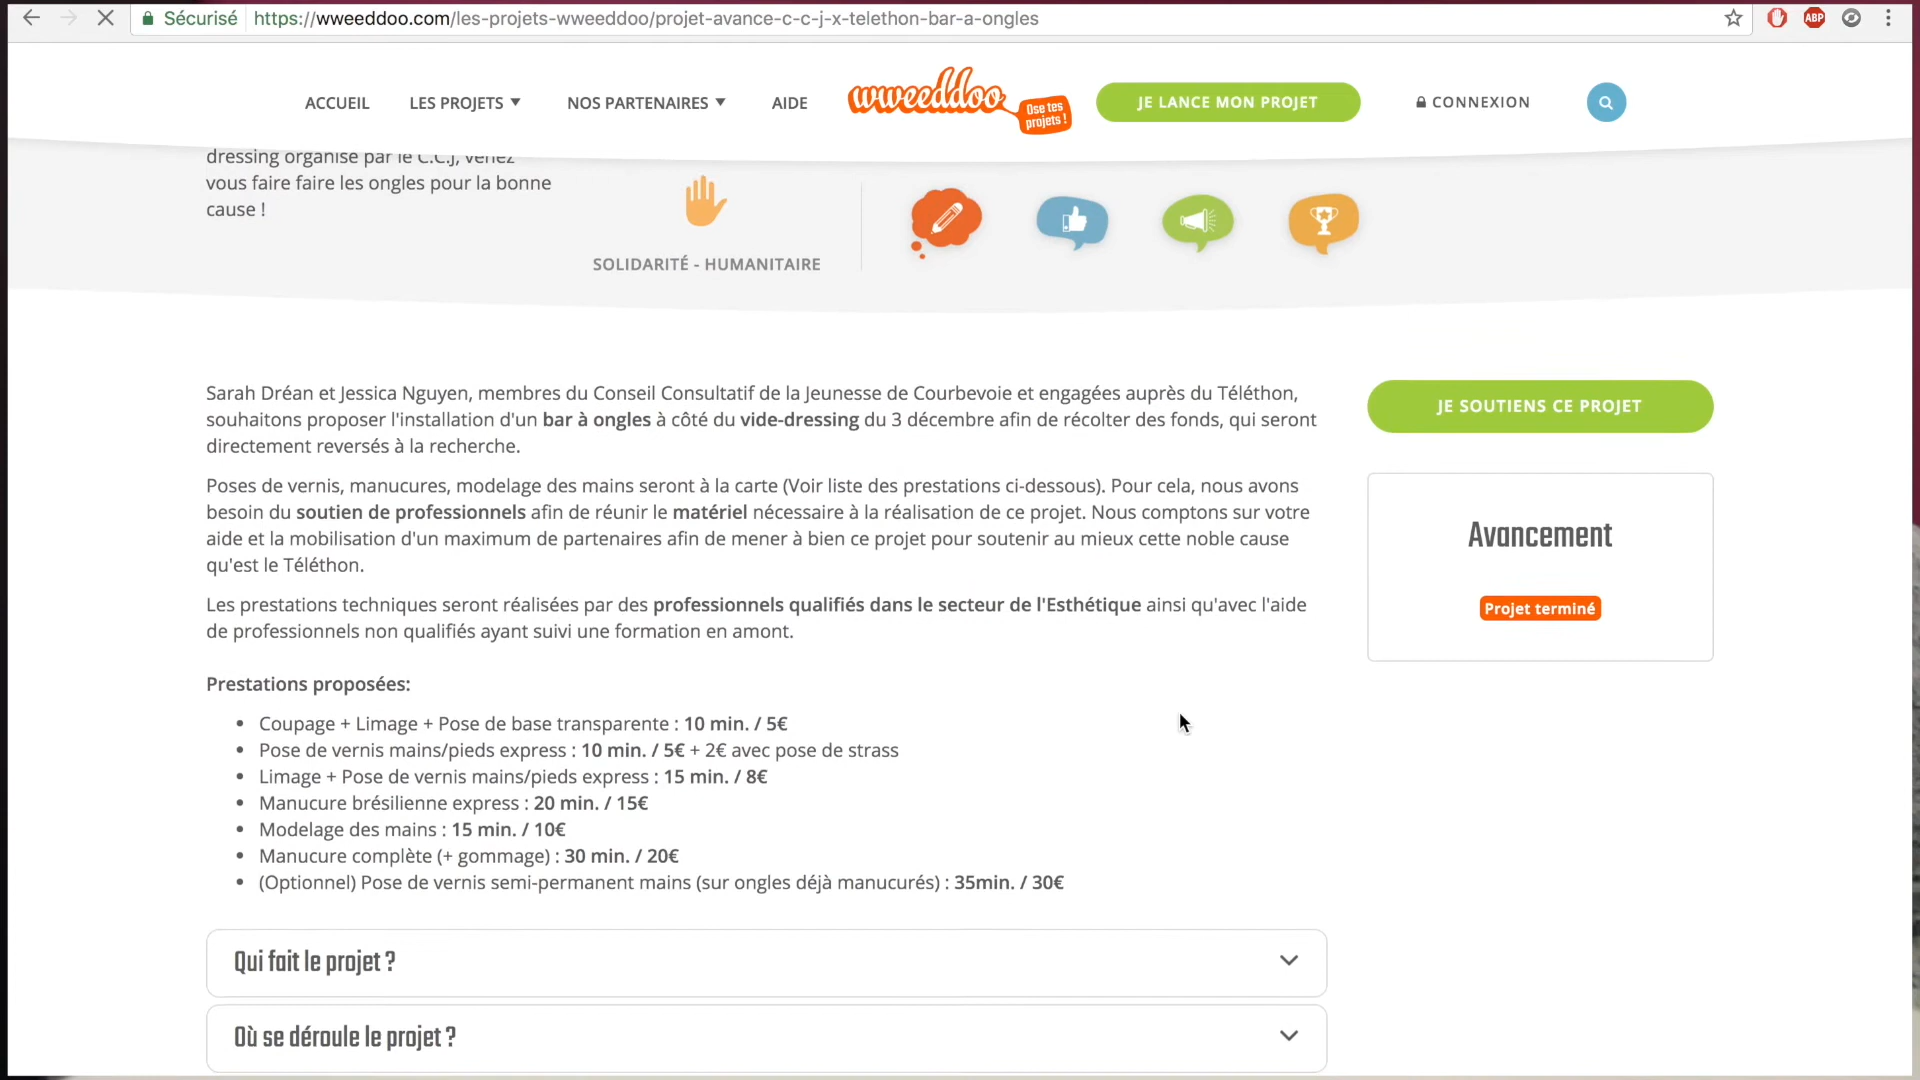 Sécurisé https://wweeddoo.com/les-projets-wweeddoo/projet-avance-c-c-j-x-telethon-bar-a-ongles
ABP
ACCUEIL LES PROJETS NOS PARTENAIRES AIDE wweeddoo Ose tes projets ! JE LANCE MON PROJET CONNEXION
dressing organisé par le C.C.J, venez
vous faire faire les ongles pour la bonne
cause !
SOLIDARITÉ - HUMANITAIRE
Sarah Dréan et Jessica Nguyen, membres du Conseil Consultatif de la Jeunesse de Courbevoie et engagées auprès du Téléthon,
souhaitons proposer l'installation d'un bar à ongles à côté du vide-dressing du 3 décembre afin de récolter des fonds, qui seront
directement reversés à la recherche.
Poses de vernis, manucures, modelage des mains seront à la carte (Voir liste des prestations ci-dessous). Pour cela, nous avons
besoin du soutien de professionnels afin de réunir le matériel nécessaire à la réalisation de ce projet. Nous comptons sur votre
aide et la mobilisation d'un maximum de partenaires afin de mener à bien ce projet pour soutenir au mieux cette noble cause
qu'est le Téléthon.
Les prestations techniques seront réalisées par des professionnels qualifiés dans le secteur de l'Esthétique ainsi qu'avec l'aide
de professionnels non qualifiés ayant suivi une formation en amont.
Prestations proposées:
• Coupage + Limage + Pose de base transparente : 10 min. / 5€
• Pose de vernis mains/pieds express : 10 min. / 5€ + 2€ avec pose de strass
• Limage + Pose de vernis mains/pieds express : 15 min. / 8€
• Manucure brésilienne express : 20 min. / 15€
• Modelage des mains : 15 min. / 10€
• Manucure complète (+ gommage) : 30 min. / 20€
• (Optionnel) Pose de vernis semi-permanent mains (sur ongles déjà manucurés) : 35min. / 30€
Qui fait le projet ?
Où se déroule le projet ?
JE SOUTIENS CE PROJET
Avancement
Projet terminé